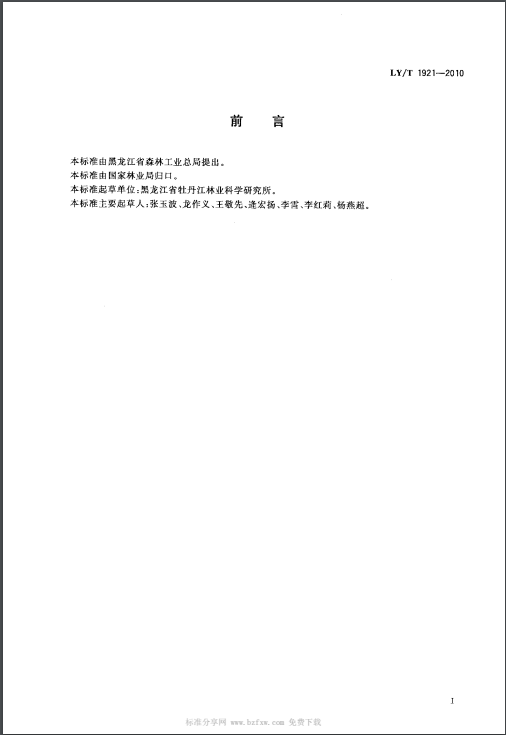 LY/T 1921—2010
前 言
本标准由黑龙江省森林工业总局提出。
本标准由国家林业局归口。
本标准起草单位:黑龙江省牡丹江林业科学研究所。
本标准主要起草人:张玉波、龙作义、王敬先、逄宏扬、李雪、李红莉、杨燕超。
I
标准分享网 www.bzfxw.com 免费下载